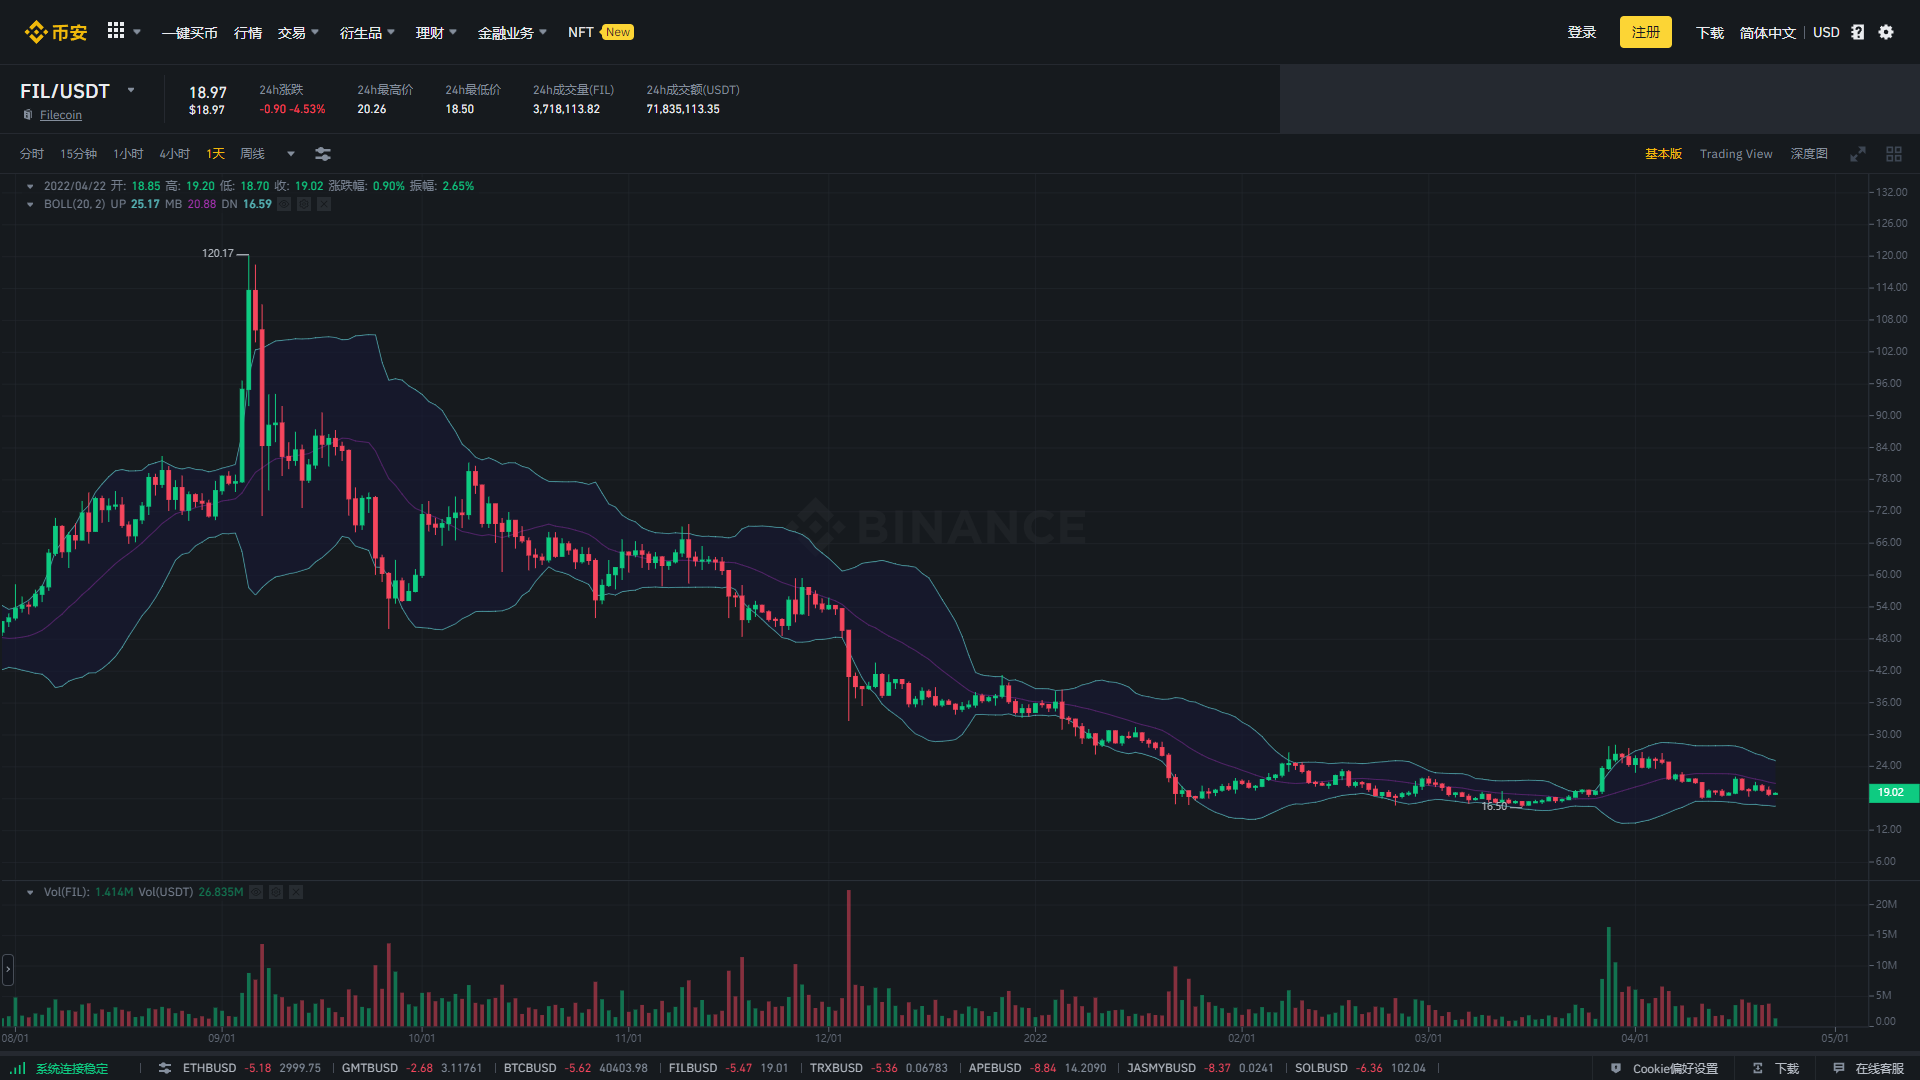 币安 一键买币 行情 交易 衍生品 理财 金融业务 NFT New 登录 注册 下载 简体中文 USD
FIL/USDT 18.97 24h涨跌 24h最高价 24h最低价 24h成交量(FIL) 24h成交额(USDT)
Filecoin $18.97 -0.90 -4.53% 20.26 18.50 3,718,113.82 71,835,113.35
分时 15分钟 1小时 4小时 1天 周线 基本版 Trading View 深度图
2022/04/22 开: 18.85 高: 19.20 低: 18.70 收: 19.02 涨跌幅: 0.90% 振幅: 2.65%
BOLL(20, 2) UP 25.17 MB 20.88 DN 16.59
132.00
126.00
120.17
120.00
114.00
108.00
102.00
96.00
90.00
84.00
78.00
72.00
BINANCE
66.00
60.00
54.00
48.00
42.00
36.00
30.00
24.00
19.02
16.50
12.00
6.00
Vol(FIL): 1.414M Vol(USDT) 26.835M
20M
15M
10M
5M
0.00
08/01 09/01 10/01 11/01 12/01 2022 02/01 03/01 04/01 05/01
系统连接稳定 ETHBUSD -5.18 2999.75 GMTBUSD -2.68 3.11761 BTCBUSD -5.62 40403.98 FILBUSD -5.47 19.01 TRXBUSD -5.36 0.06783 APEBUSD -8.84 14.2090 JASMYBUSD -8.37 0.0241 SOLBUSD -6.36 102.04 Cookie偏好设置 下载 在线客服